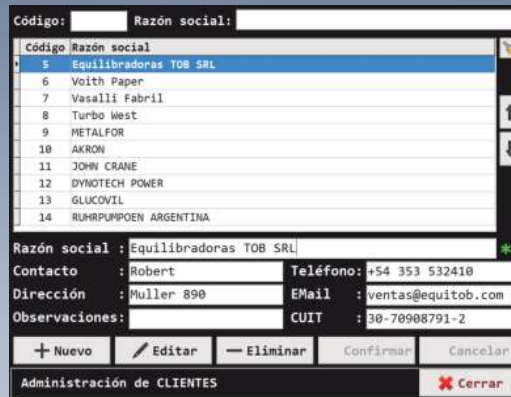 Código: Razón social:
Código Razón social
5 Equilibradoras TOB SRL
6 Voith Paper
7 Vasalli Fabril
8 Turbo West
9 METALFOR
10 AKRON
11 JOHN CRANE
12 DYNOTECH POWER
13 GLUCOVIL
14 RUHRPUMPOEN ARGENTINA
Razón social : Equilibradoras TOB SRL
Contacto : Robert Teléfono: +54 353 532410
Dirección : Muller 890 EMail : ventas@equitob.com
Observaciones: CUIT : 30-70908791-2
Nuevo Editar Eliminar Confirmar Cancelar
Administración de CLIENTES Cerrar